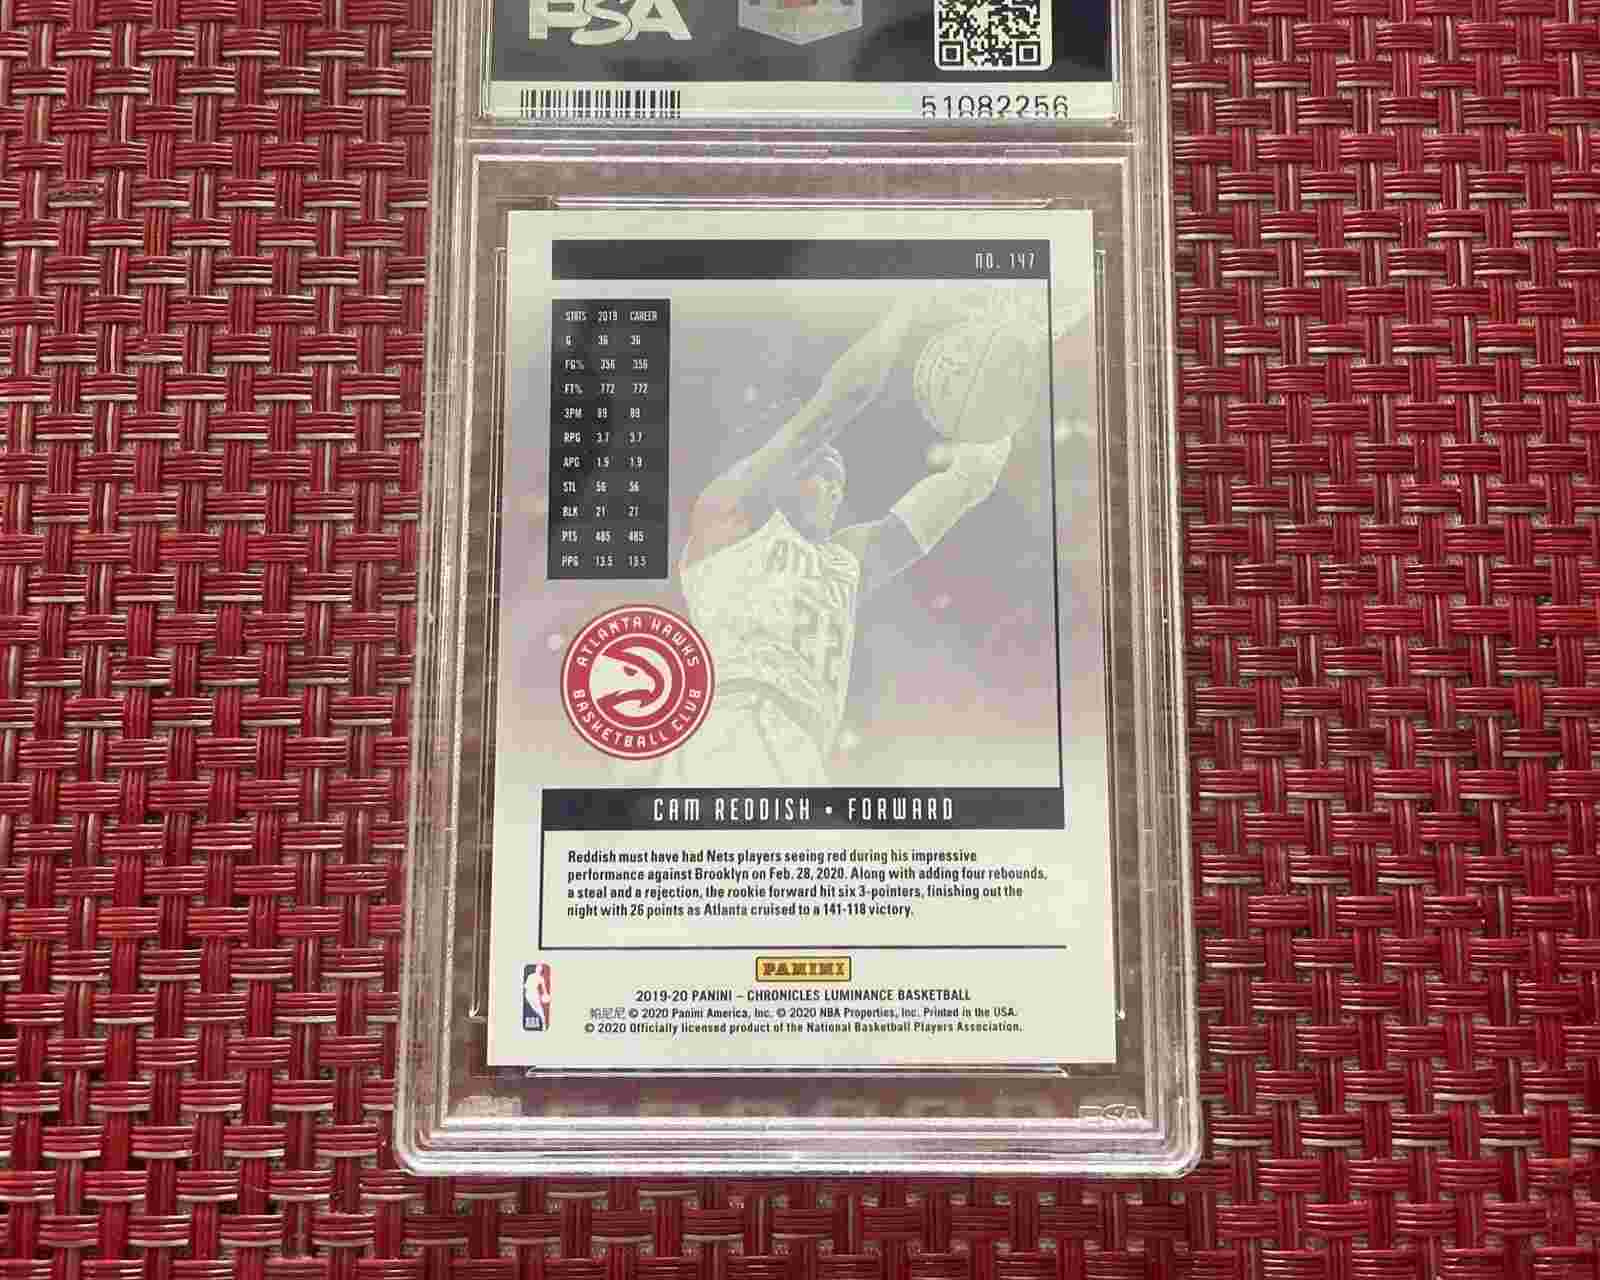 PSA
51082256
NO. 147
STATS 2019 CAREER
G 36 36
FG% .356 .356
FT% .772 .772
3PM 89 89
RPG 3.7 3.7
APG 1.9 1.9
STL 56 56
BLK 21 21
PTS 485 485
PPG 13.5 13.5
ATLANTA HAWKS
BASKETBALL CLUB
CAM REDDISH • FORWARD
Reddish must have had Nets players seeing red during his impressive
performance against Brooklyn on Feb. 28, 2020. Along with adding four rebounds,
a steal and a rejection, the rookie forward hit six 3-pointers, finishing out the
night with 26 points as Atlanta cruised to a 141-118 victory.
PANINI
NBA
2019-20 PANINI – CHRONICLES LUMINANCE BASKETBALL
帕尼尼 © 2020 Panini America, Inc. © 2020 NBA Properties, Inc. Printed in the USA.
© 2020 Officially licensed product of the National Basketball Players Association.
PSA